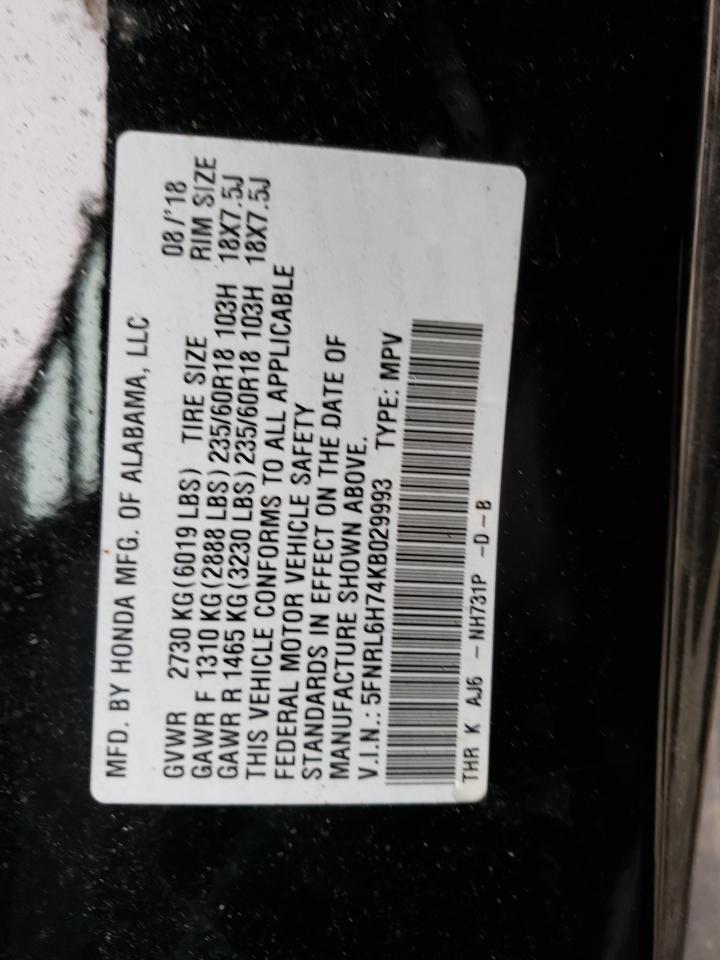 MFD. BY HONDA MFG. OF ALABAMA, LLC
08/'18
GVWR 2730 KG(6019 LBS) TIRE SIZE RIM SIZE
GAWR F 1310 KG(2888 LBS)235/60R18 103H 18X7.5J
GAWR R 1465 KG(3230 LBS)235/60R18 103H 18X7.5J
THIS VEHICLE CONFORMS TO ALL APPLICABLE
FEDERAL MOTOR VEHICLE SAFETY
STANDARDS IN EFFECT ON THE DATE OF
MANUFACTURE SHOWN ABOVE.
V.I.N.: 5FNRL6H74KB029993 TYPE: MPV
THR K AJ6 -NH731P -D-B